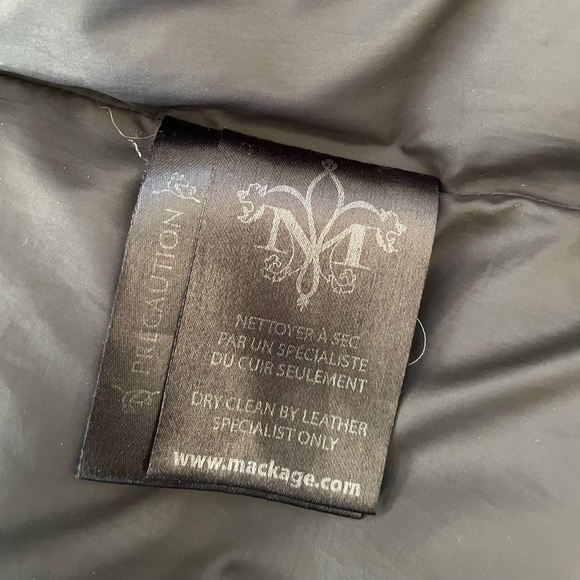 PRÉCAUTION
M
NETTOYER À SEC
PAR UN SPÉCIALISTE
DU CUIR SEULEMENT
DRY CLEAN BY LEATHER
SPECIALIST ONLY
www.mackage.com